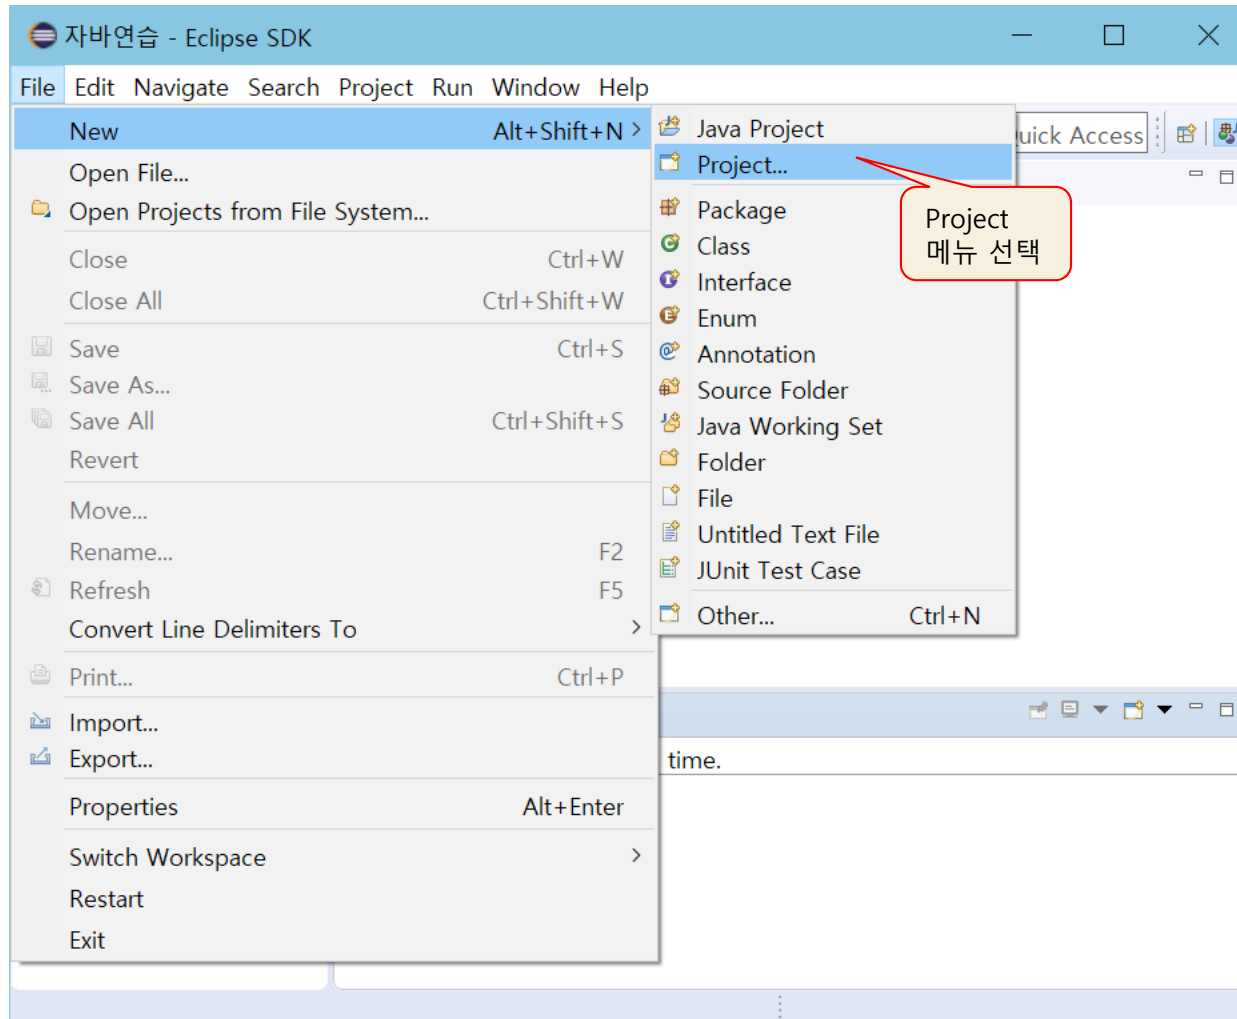 자바연습 - Eclipse SDK
File Edit Navigate Search Project Run Window Help
New Alt+Shift+N
Open File...
Open Projects from File System...
Close Ctrl+W
Close All Ctrl+Shift+W
Save Ctrl+S
Save As...
Save All Ctrl+Shift+S
Revert
Move...
Rename... F2
Refresh F5
Convert Line Delimiters To
Print... Ctrl+P
Import...
Export...
Properties Alt+Enter
Switch Workspace
Restart
Exit
Java Project
Project...
Package
Class
Interface
Enum
Annotation
Source Folder
Java Working Set
Folder
File
Untitled Text File
JUnit Test Case
Other... Ctrl+N
Project
메뉴 선택
uick Access
time.